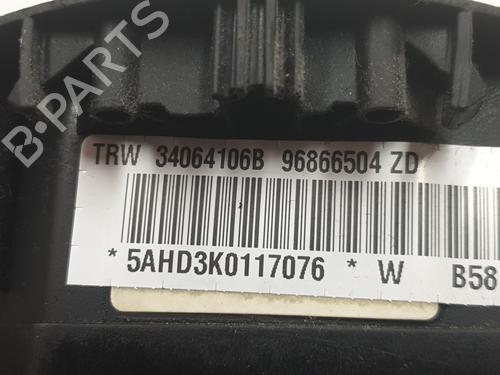 B-PARTS
TRW 34064106B 96866504 ZD
*5AHD3K0117076* W B58